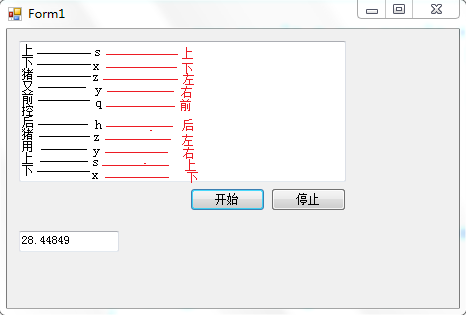 Form1
上 s 上
下 x 下
猪 z 左
又 y 右
前 q 前
控
后 h 后
猪 z 左
用 y 右
上 s 上
下 x 下
开始 停止
28.44849